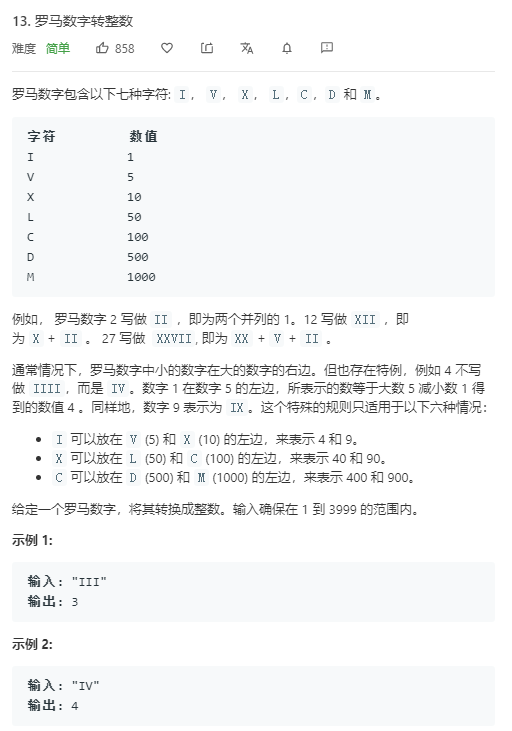 13. 罗马数字转整数
难度 简单 858
罗马数字包含以下七种字符: I, V, X, L, C, D 和 M。
字符 数值
I 1
V 5
X 10
L 50
C 100
D 500
M 1000
例如， 罗马数字 2 写做 II ，即为两个并列的 1。12 写做 XII ，即
为 X + II 。 27 写做 XXVII, 即为 XX + V + II 。
通常情况下，罗马数字中小的数字在大的数字的右边。但也存在特例，例如 4 不写
做 IIII，而是 IV。数字 1 在数字 5 的左边，所表示的数等于大数 5 减小数 1 得
到的数值 4 。同样地，数字 9 表示为 IX。这个特殊的规则只适用于以下六种情况：
• I 可以放在 V (5) 和 X (10) 的左边，来表示 4 和 9。
• X 可以放在 L (50) 和 C (100) 的左边，来表示 40 和 90。
• C 可以放在 D (500) 和 M (1000) 的左边，来表示 400 和 900。
给定一个罗马数字，将其转换成整数。输入确保在 1 到 3999 的范围内。
示例 1:
输入: "III"
输出: 3
示例 2:
输入: "IV"
输出: 4